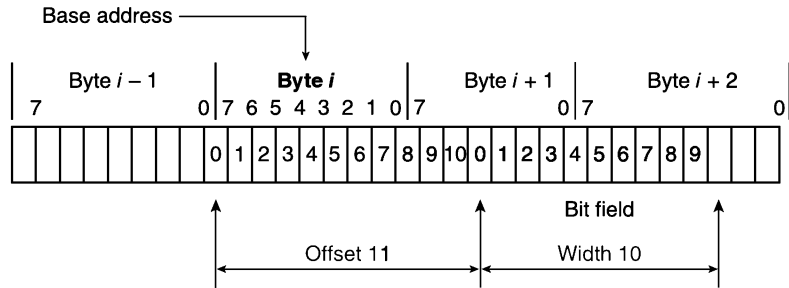 Base address
Byte i – 1 Byte i Byte i + 1 Byte i + 2
7 0 7 6 5 4 3 2 1 0 7 0 7 0
0 1 2 3 4 5 6 7 8 9 10 0 1 2 3 4 5 6 7 8 9
Bit field
Offset 11 Width 10